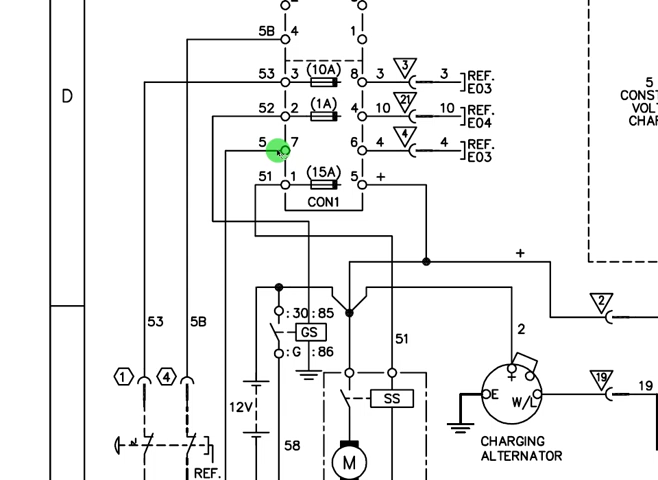 5B 4 1
53 3 (10A) 8 3 3 3 REF. E03
D
52 2 (1A) 4 10 21 10 REF. E04
5 7 6 4 4 4 REF. E03
51 1 (15A) 5 +
CON1
5
CONST
VOL
CHAR
+
2
:30 :85
GS
:G :86
53 5B 51 2
1 4
12V
SS
+
E W/L
19 19
CHARGING
ALTERNATOR
58
M
REF.